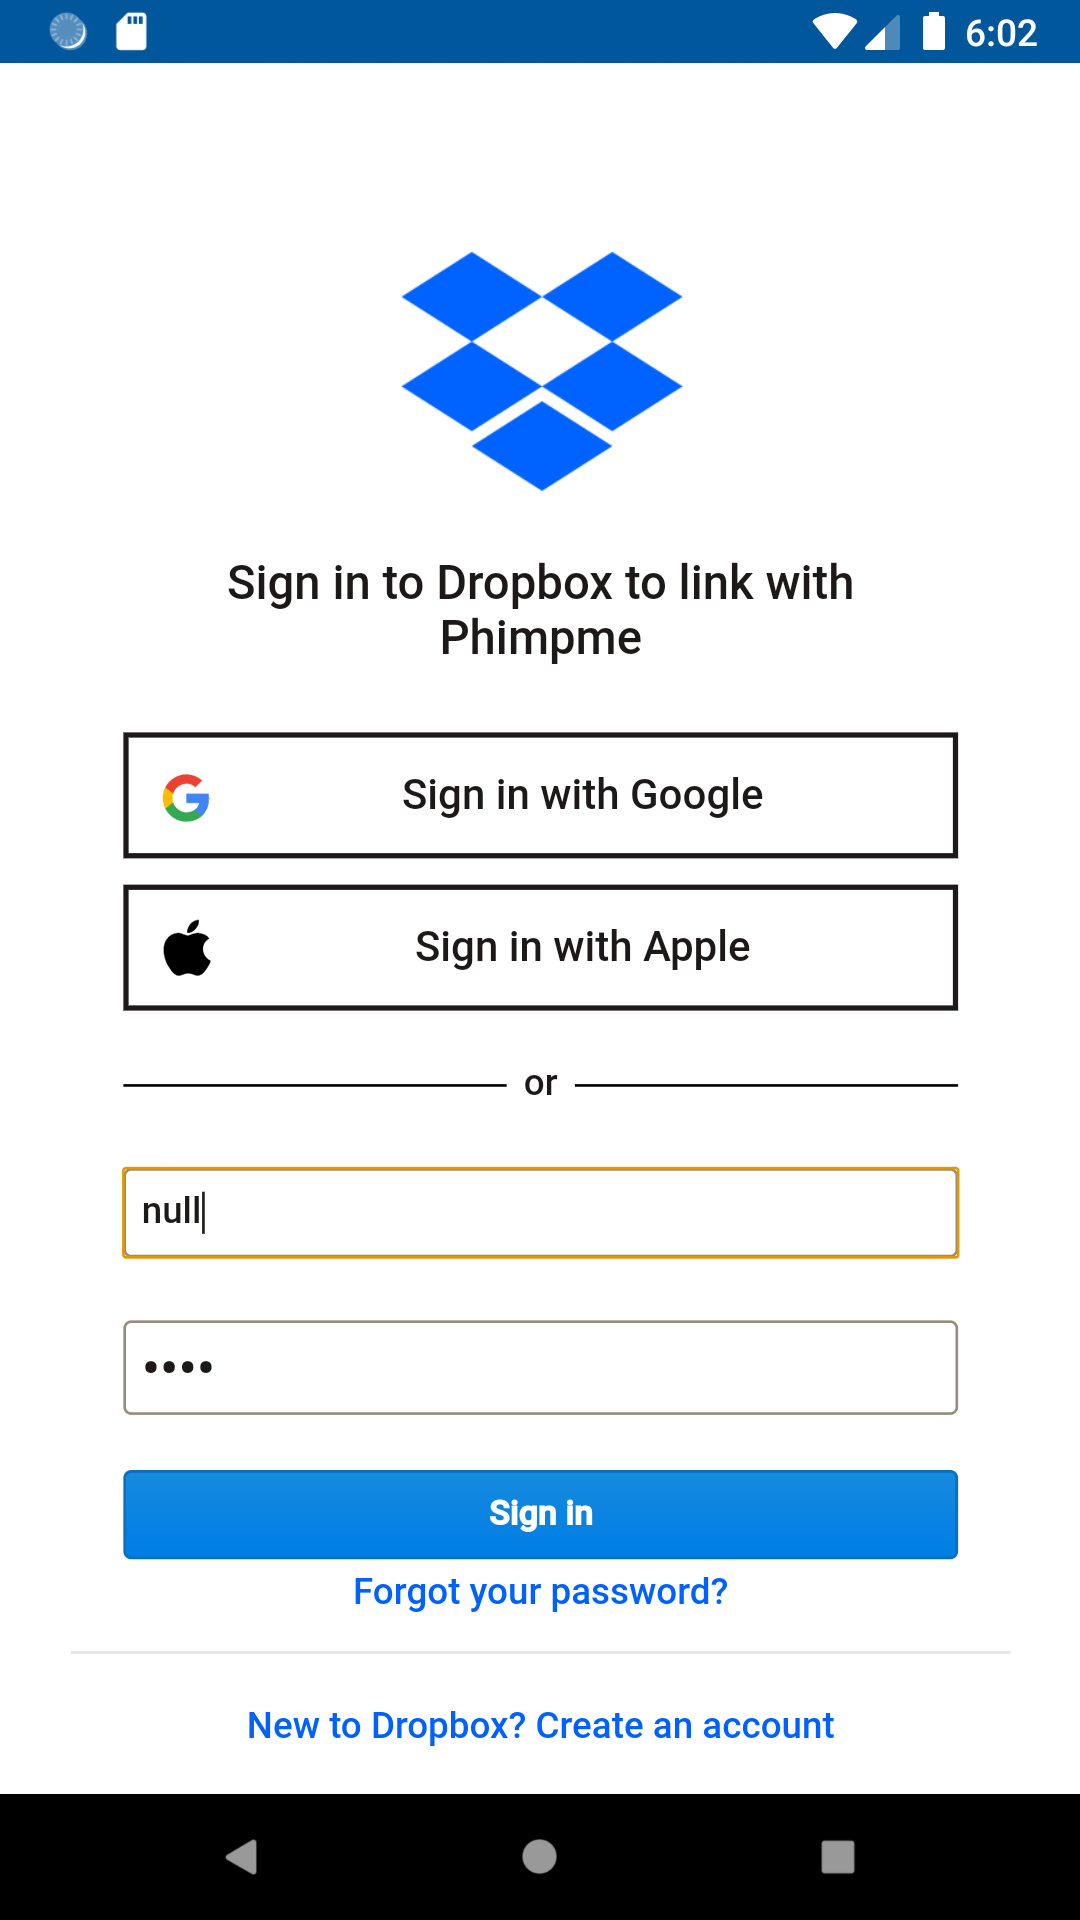 6:02
Sign in to Dropbox to link with
Phimpme
Sign in with Google
Sign in with Apple
or
null
••••
Sign in
Forgot your password?
New to Dropbox? Create an account